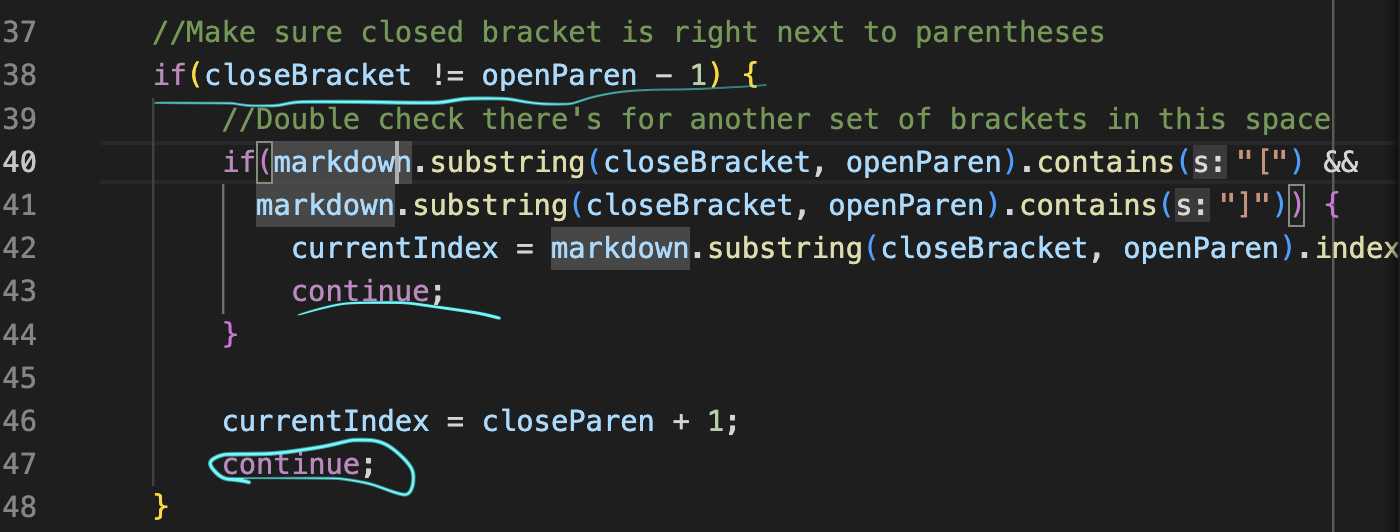 37 //Make sure closed bracket is right next to parentheses
38 if(closeBracket != openParen - 1) {
39 //Double check there's for another set of brackets in this space
40 if(markdown.substring(closeBracket, openParen).contains(s: "[") &&
41 markdown.substring(closeBracket, openParen).contains(s: "]")) {
42 currentIndex = markdown.substring(closeBracket, openParen).index
43 continue;
44 }
45
46 currentIndex = closeParen + 1;
47 continue;
48 }